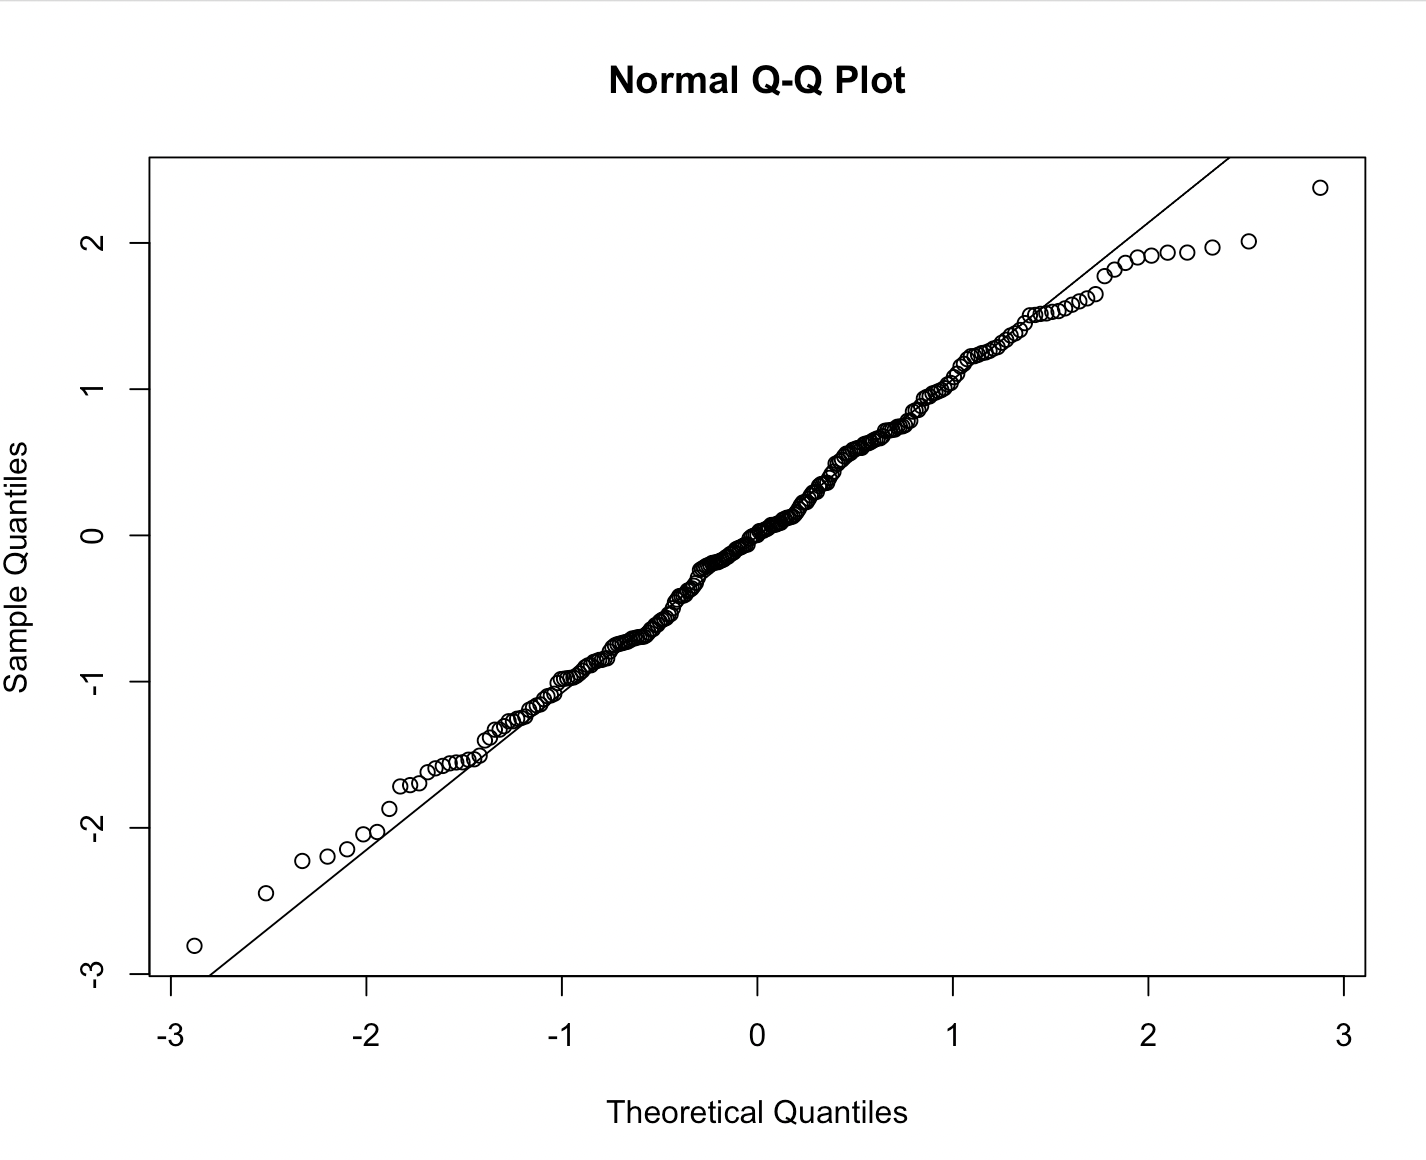 Normal Q-Q Plot
Sample Quantiles
2
1
0
-1
-2
-3
-3 -2 -1 0 1 2 3
Theoretical Quantiles